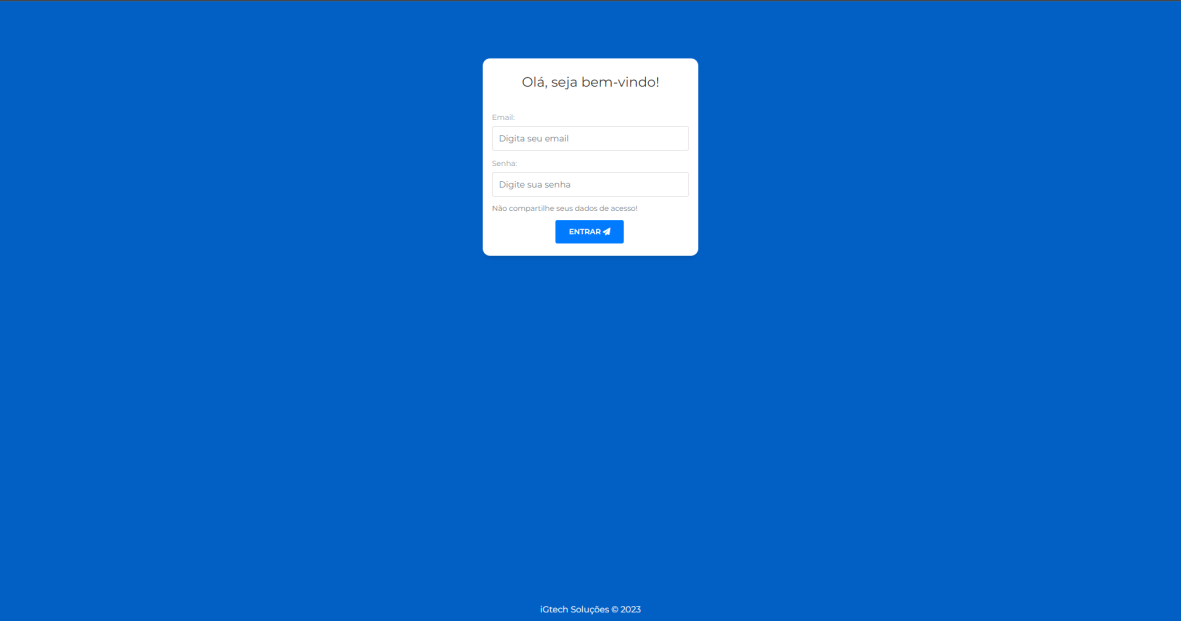 Olá, seja bem-vindo!
Email:
Digita seu email
Senha:
Digite sua senha
Não compartilhe seus dados de acesso!
ENTRAR
iGtech Soluções © 2023